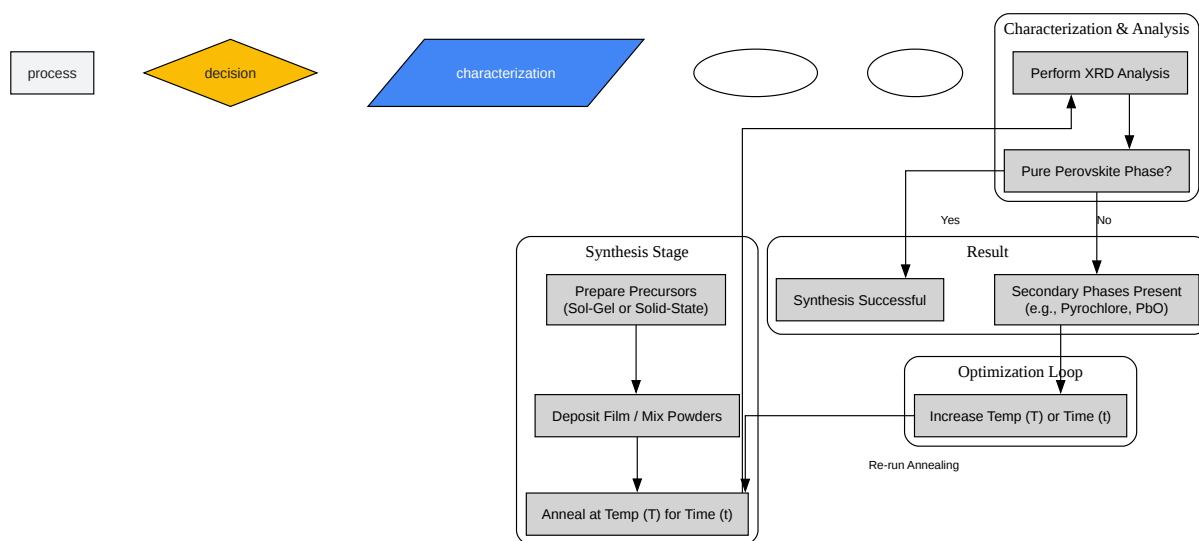 Characterization & Analysis
process
decision
characterization
Perform XRD Analysis
Pure Perovskite Phase?
Yes
No
Synthesis Stage
Result
Prepare Precursors
(Sol-Gel or Solid-State)
Synthesis Successful
Secondary Phases Present
(e.g., Pyrochlore, PbO)
Optimization Loop
Deposit Film / Mix Powders
Increase Temp (T) or Time (t)
Re-run Annealing
Anneal at Temp (T) for Time (t)